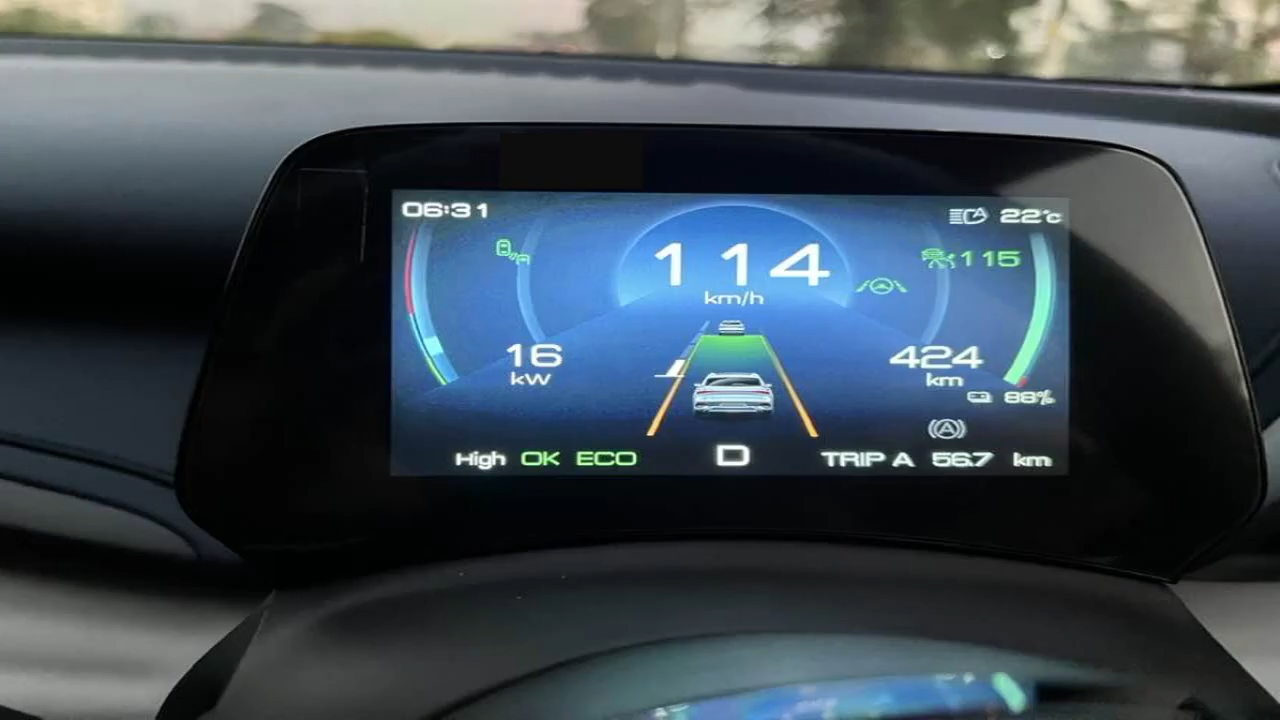 06:31
22°c
114
km/h
115
16
kW
424
km
88%
High OK ECO
D
TRIP A 56.7 km